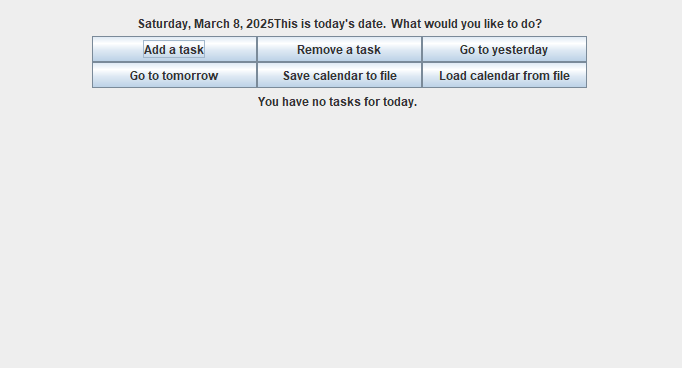 Saturday, March 8, 2025This is today's date. What would you like to do?
Add a task Remove a task Go to yesterday
Go to tomorrow Save calendar to file Load calendar from file
You have no tasks for today.